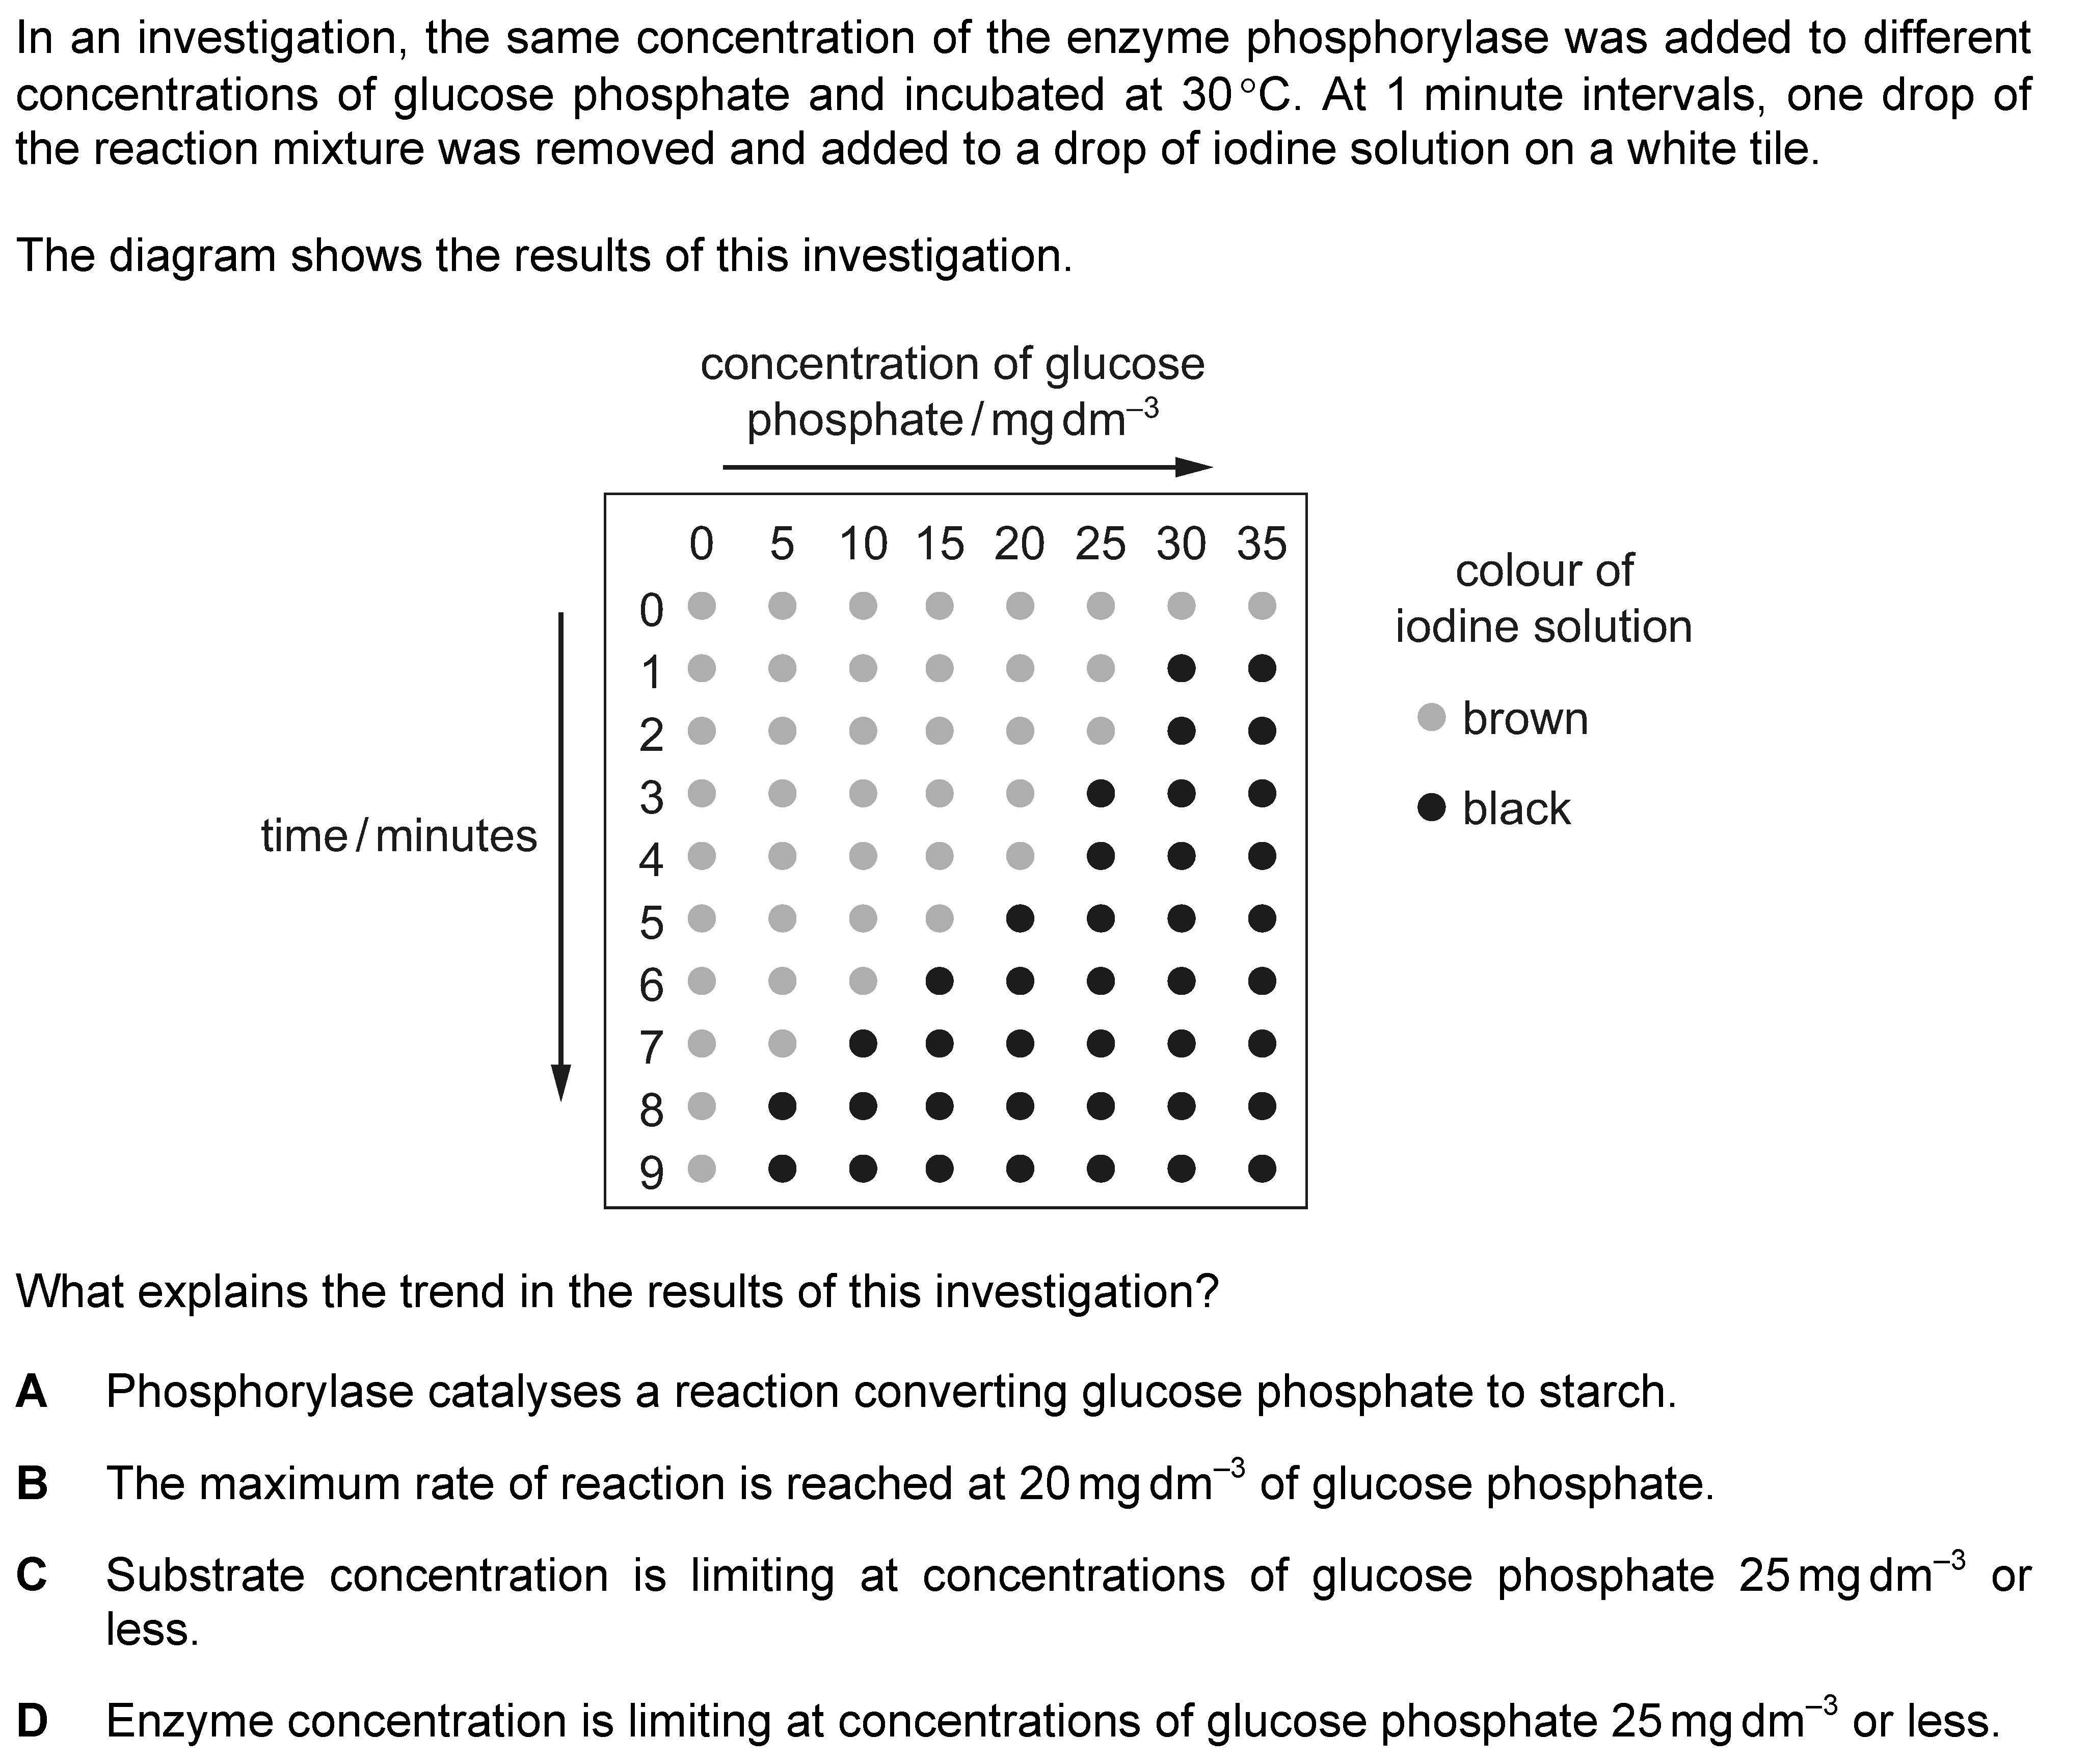 In an investigation, the same concentration of the enzyme phosphorylase was added to different
concentrations of glucose phosphate and incubated at 30 °C. At 1 minute intervals, one drop of
the reaction mixture was removed and added to a drop of iodine solution on a white tile.
The diagram shows the results of this investigation.
concentration of glucose
phosphate / mg dm⁻³
0 5 10 15 20 25 30 35
0
1
2
3
4
5
6
7
8
9
time / minutes
colour of
iodine solution
brown
black
What explains the trend in the results of this investigation?
A Phosphorylase catalyses a reaction converting glucose phosphate to starch.
B The maximum rate of reaction is reached at 20 mg dm⁻³ of glucose phosphate.
C Substrate concentration is limiting at concentrations of glucose phosphate 25 mg dm⁻³ or
less.
D Enzyme concentration is limiting at concentrations of glucose phosphate 25 mg dm⁻³ or less.